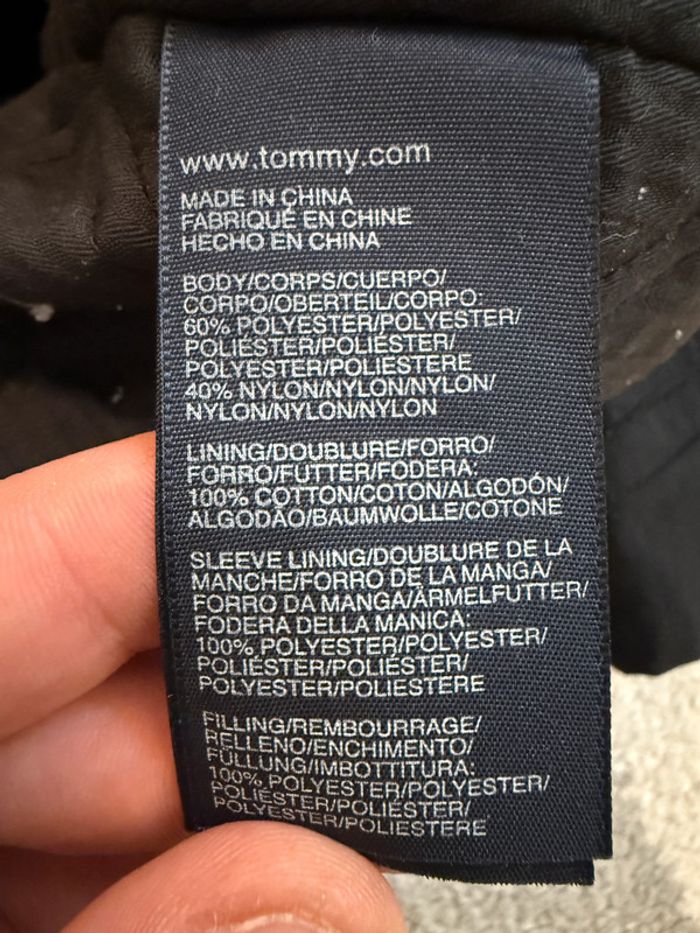 www.tommy.com
MADE IN CHINA
FABRIQUÉ EN CHINE
HECHO EN CHINA
BODY/CORPS/CUERPO/
CORPO/OBERTEIL/CORPO:
60% POLYESTER/POLYESTER/
POLIÉSTER/POLIÉSTER/
POLYESTER/POLIESTERE
40% NYLON/NYLON/NYLON/
NYLON/NYLON/NYLON
LINING/DOUBLURE/FORRO/
FORRO/FUTTER/FODERA:
100% COTTON/COTON/ALGODÓN/
ALGODÃO/BAUMWOLLE/COTONE
SLEEVE LINING/DOUBLURE DE LA
MANCHE/FORRO DE LA MANGA/
FORRO DA MANGA/ÄRMELFUTTER/
FODERA DELLA MANICA:
100% POLYESTER/POLYESTER/
POLIÉSTER/POLIÉSTER/
POLYESTER/POLIESTERE
FILLING/REMBOURRAGE/
RELLENO/ENCHIMENTO/
FÜLLUNG/IMBOTTITURA:
100% POLYESTER/POLYESTER/
POLIÉSTER/POLIÉSTER/
POLYESTER/POLIESTERE